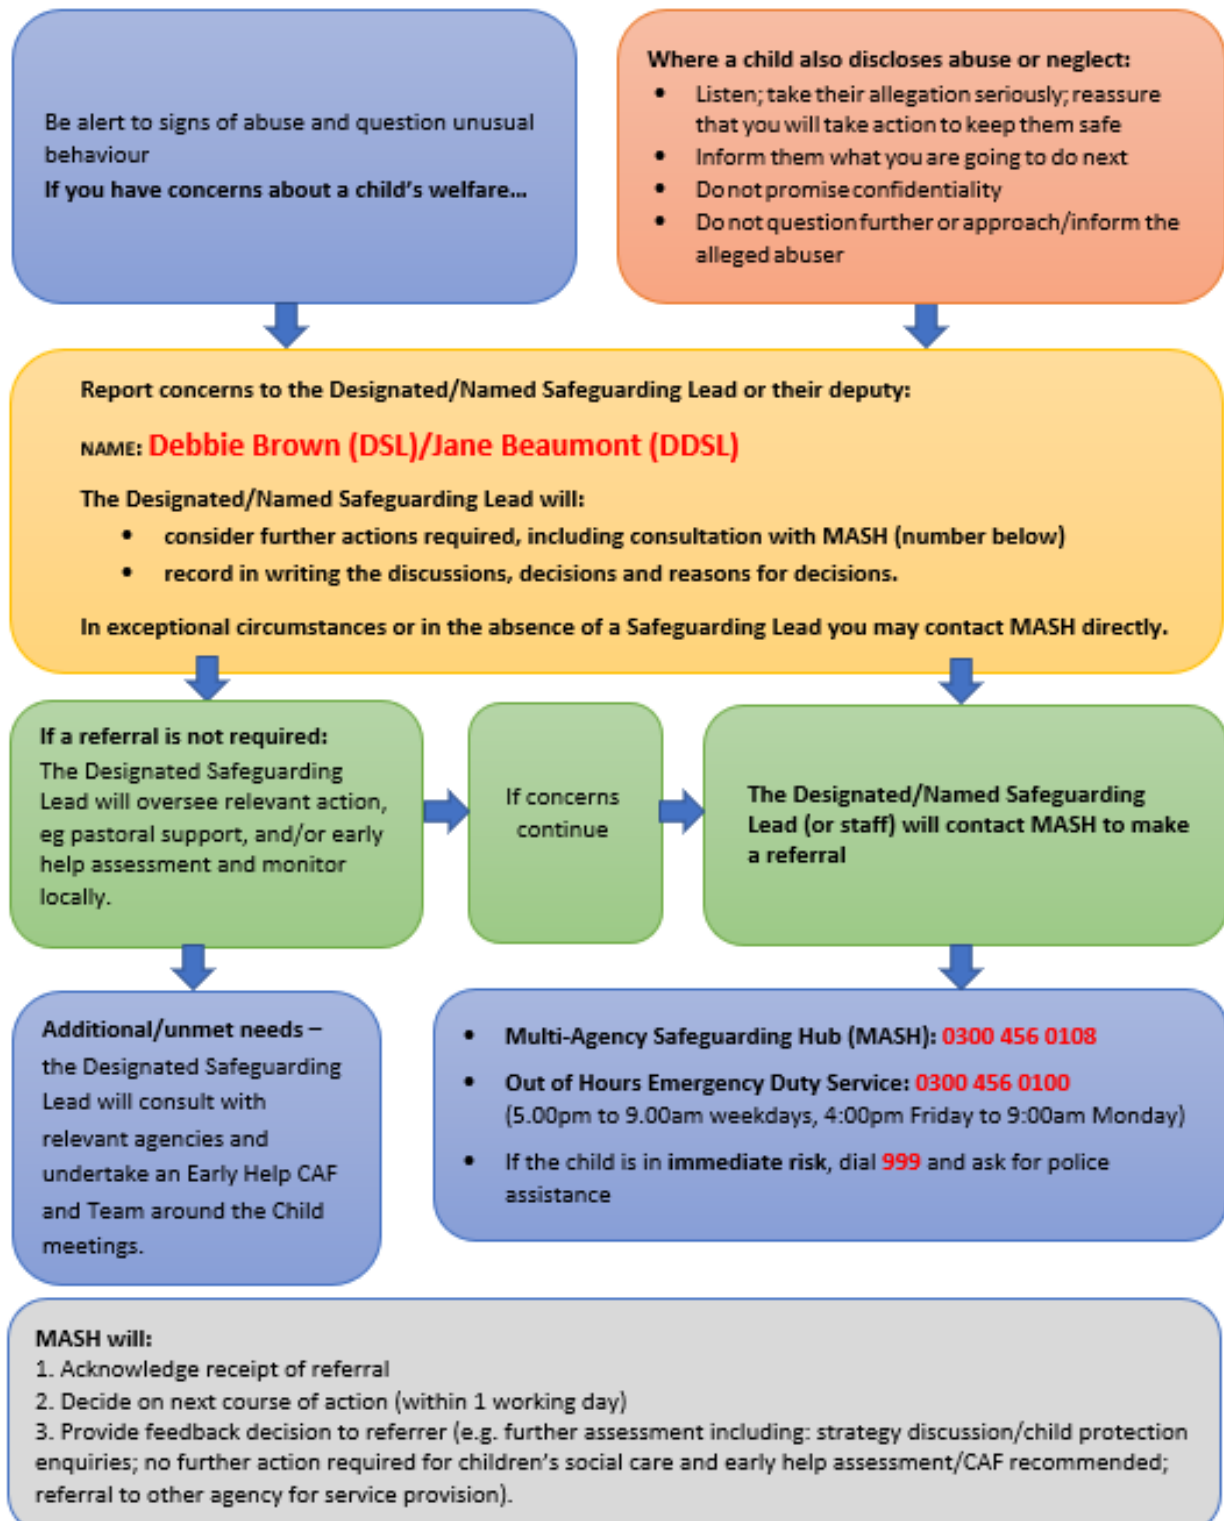 Be alert to signs of abuse and question unusual
behaviour
If you have concerns about a child's welfare...
Where a child also discloses abuse or neglect:
• Listen; take their allegation seriously; reassure
that you will take action to keep them safe
• Inform them what you are going to do next
• Do not promise confidentiality
• Do not question further or approach/inform the
alleged abuser
Report concerns to the Designated/Named Safeguarding Lead or their deputy:
NAME: Debbie Brown (DSL)/Jane Beaumont (DDSL)
The Designated/Named Safeguarding Lead will:
• consider further actions required, including consultation with MASH (number below)
• record in writing the discussions, decisions and reasons for decisions.
In exceptional circumstances or in the absence of a Safeguarding Lead you may contact MASH directly.
If a referral is not required:
The Designated Safeguarding
Lead will oversee relevant action,
eg pastoral support, and/or early
help assessment and monitor
locally.
If concerns
continue
The Designated/Named Safeguarding
Lead (or staff) will contact MASH to make
a referral
Additional/unmet needs –
the Designated Safeguarding
Lead will consult with
relevant agencies and
undertake an Early Help CAF
and Team around the Child
meetings.
• Multi-Agency Safeguarding Hub (MASH): 0300 456 0108
• Out of Hours Emergency Duty Service: 0300 456 0100
(5.00pm to 9.00am weekdays, 4:00pm Friday to 9:00am Monday)
• If the child is in immediate risk, dial 999 and ask for police
assistance
MASH will:
1. Acknowledge receipt of referral
2. Decide on next course of action (within 1 working day)
3. Provide feedback decision to referrer (e.g. further assessment including: strategy discussion/child protection
enquiries; no further action required for children's social care and early help assessment/CAF recommended;
referral to other agency for service provision).